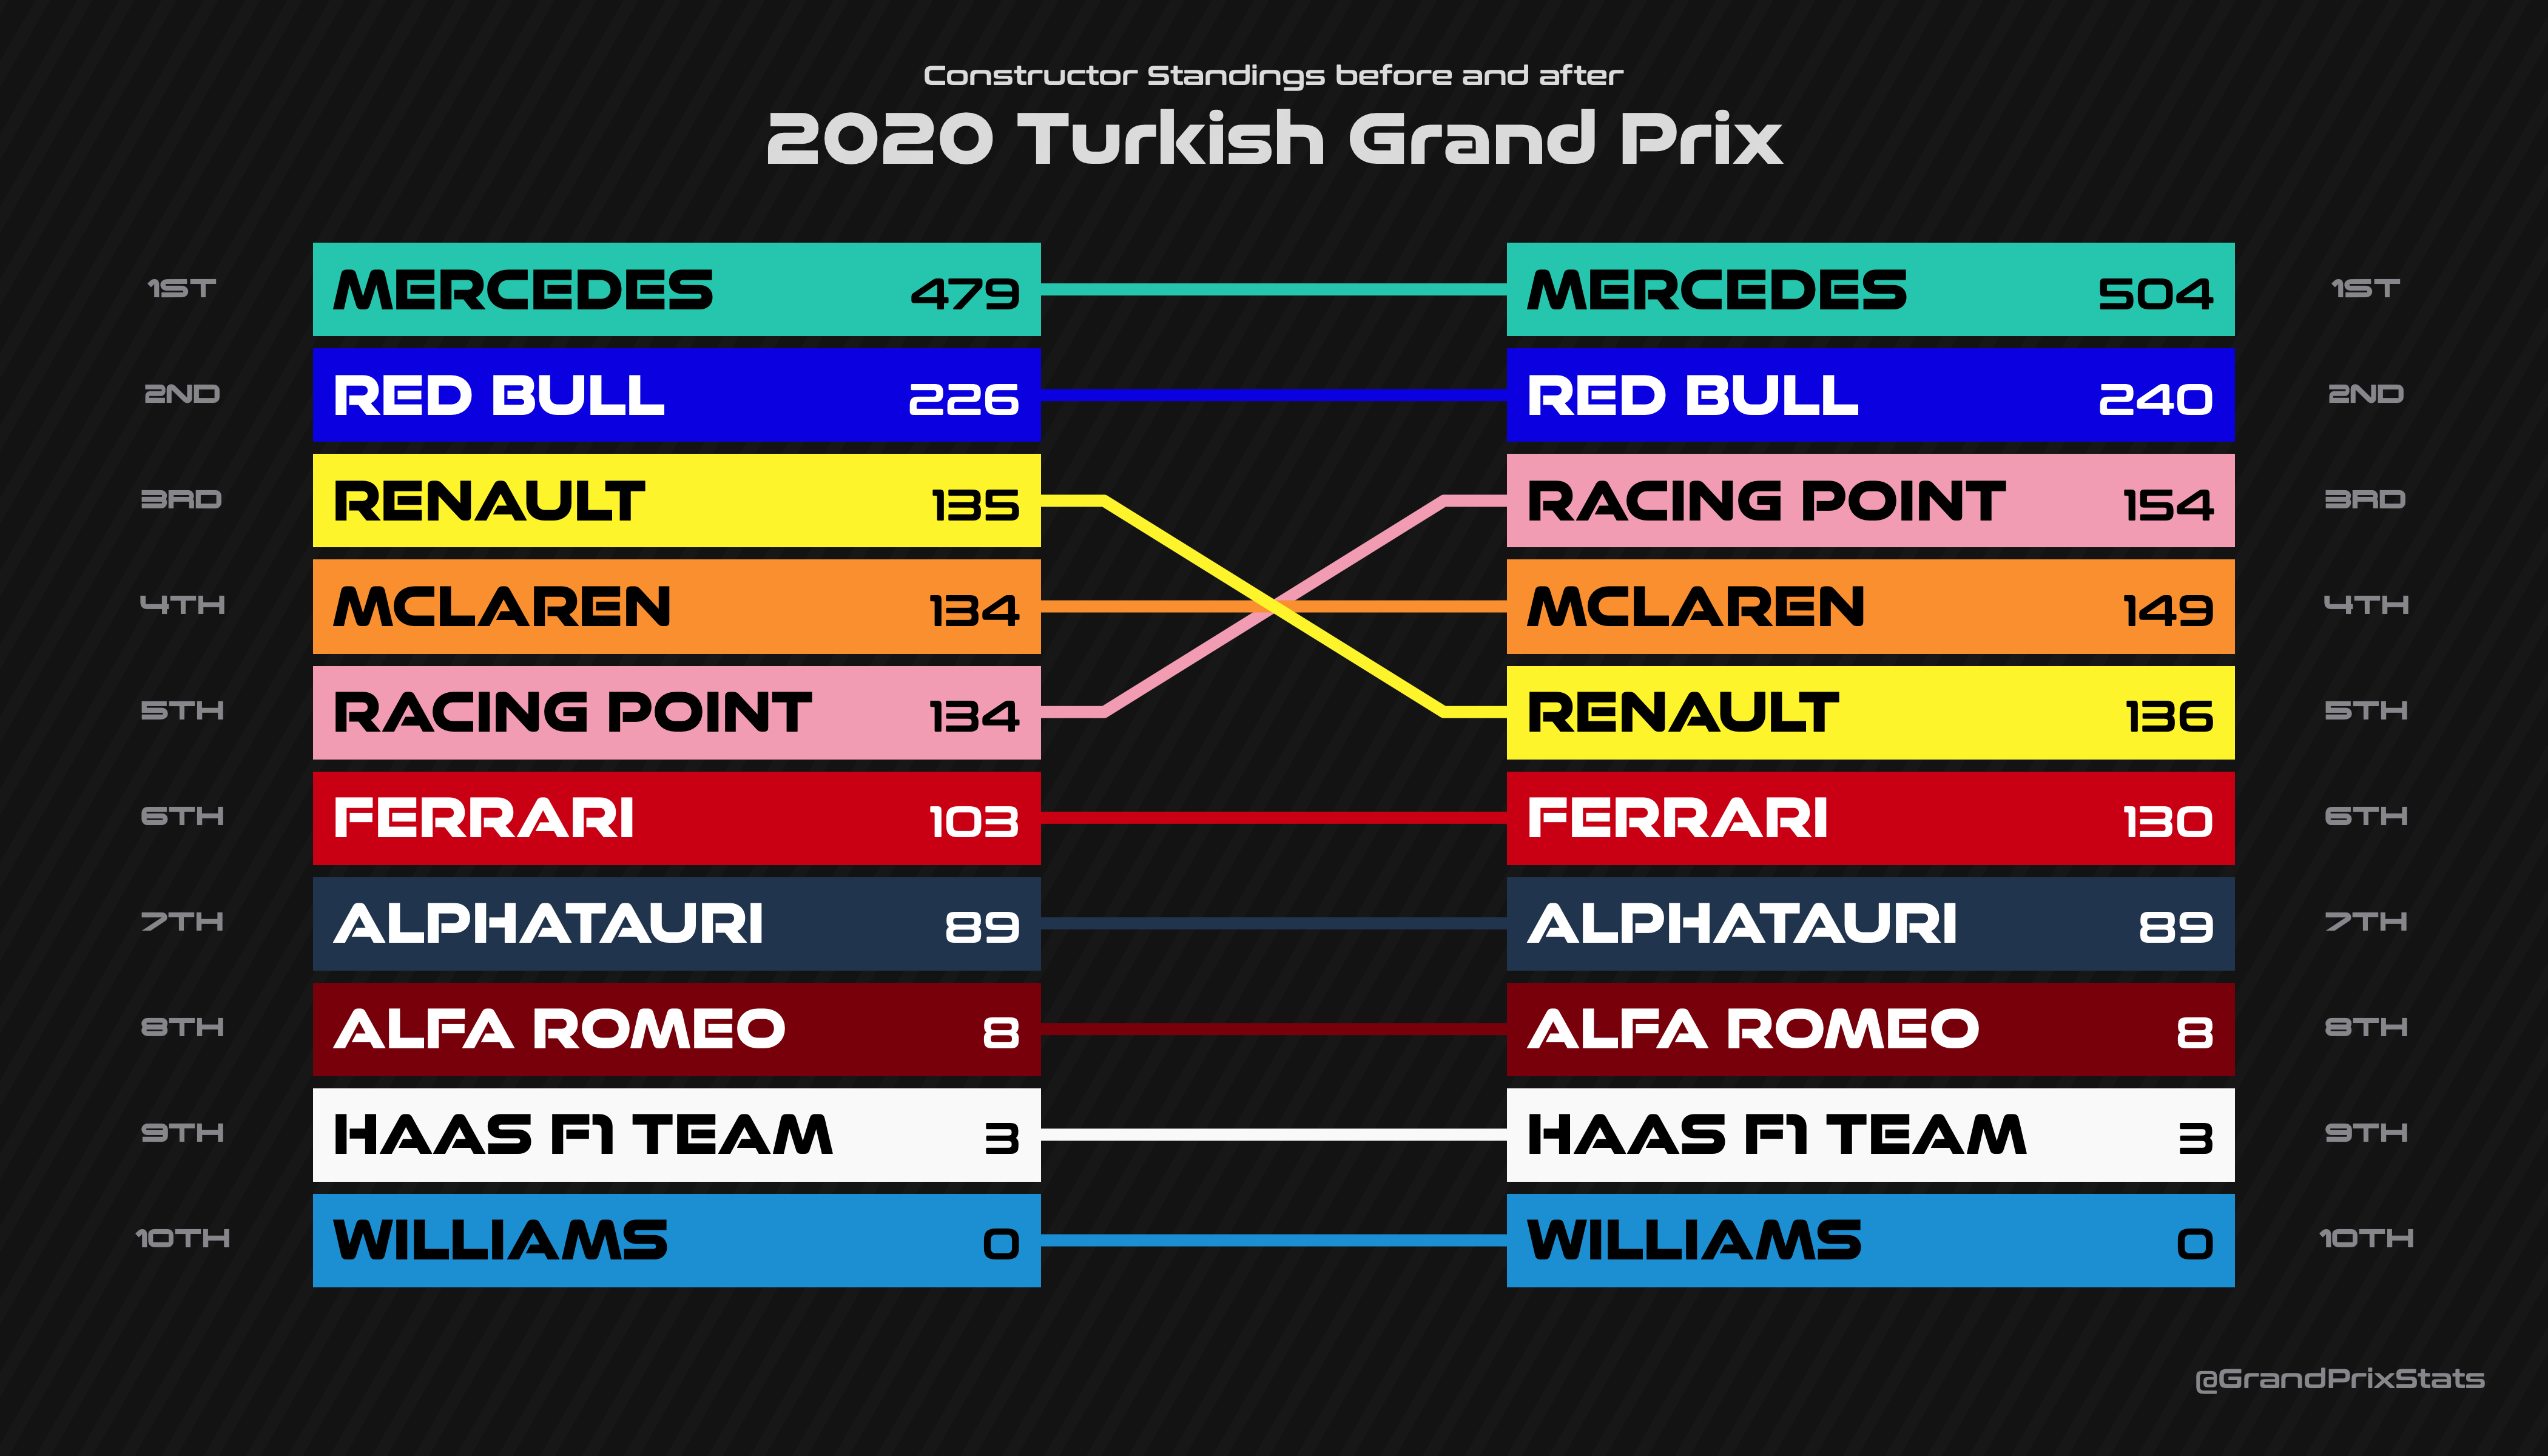 Constructor Standings before and after
2020 Turkish Grand Prix
1ST MERCEDES 479 MERCEDES 504 1ST
2ND RED BULL 226 RED BULL 240 2ND
3RD RENAULT 135 RACING POINT 154 3RD
4TH MCLAREN 134 MCLAREN 149 4TH
5TH RACING POINT 134 RENAULT 136 5TH
6TH FERRARI 103 FERRARI 130 6TH
7TH ALPHATAURI 89 ALPHATAURI 89 7TH
8TH ALFA ROMEO 8 ALFA ROMEO 8 8TH
9TH HAAS F1 TEAM 3 HAAS F1 TEAM 3 9TH
10TH WILLIAMS 0 WILLIAMS 0 10TH
@GrandPrixStats